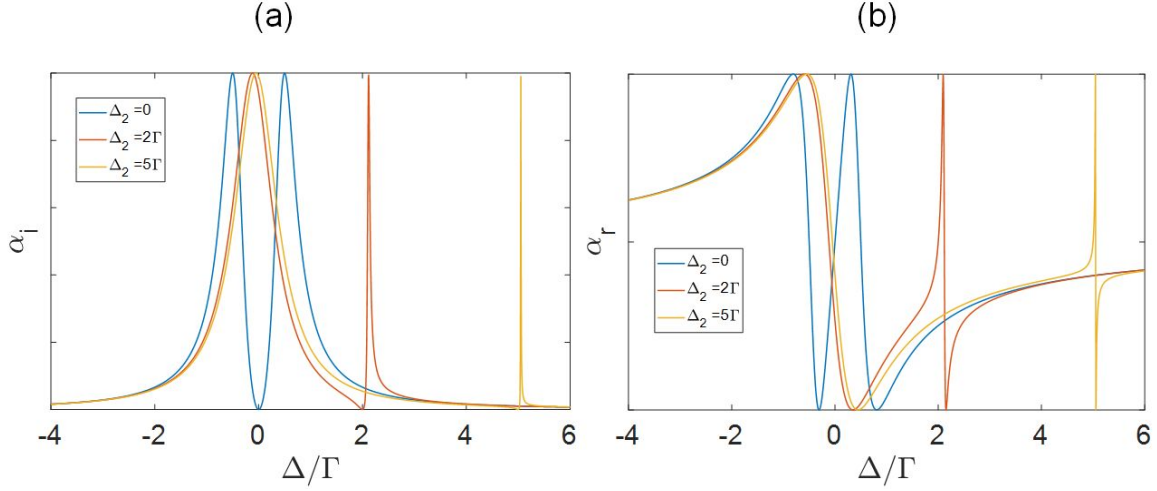 (a)
(b)
Δ₂ =0
Δ₂ =2Γ
Δ₂ =5Γ
αᵢ
-4 -2 0 2 4 6
Δ/Γ
Δ₂ =0
Δ₂ =2Γ
Δ₂ =5Γ
αᵣ
-4 -2 0 2 4 6
Δ/Γ